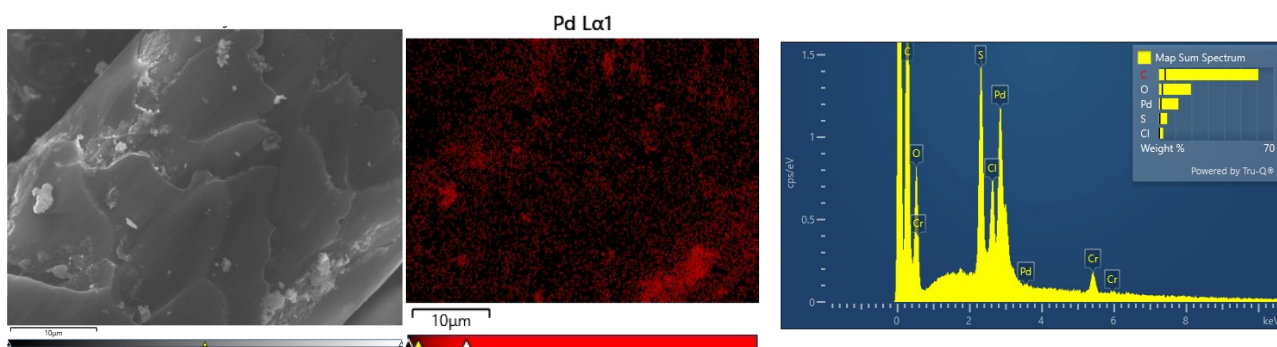 Pd Lα1
10μm
10μm
1.5
1
0.5
0
cps/eV
C
O
Cr
S
Cl
Pd
Pd
Cr
Cr
0
2
4
6
8
keV
Map Sum Spectrum
C
O
Pd
S
Cl
Weight %
70
Powered by Tru-Q®